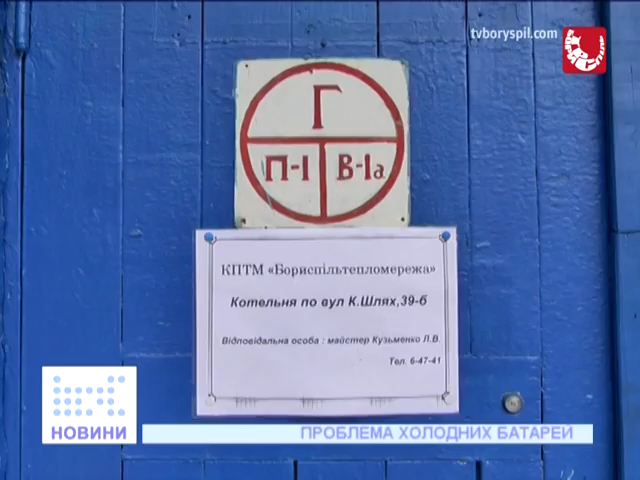 tvboryspil.com
Г
П-I В-Iа
КПТМ «Бориспільтепломережа»
Котельня по вул К.Шлях,39-б
Відповідальна особа : майстер Кузьменко Л.В.
Тел. 6-47-41
НОВИНИ
ПРОБЛЕМА ХОЛОДНИХ БАТАРЕЙ